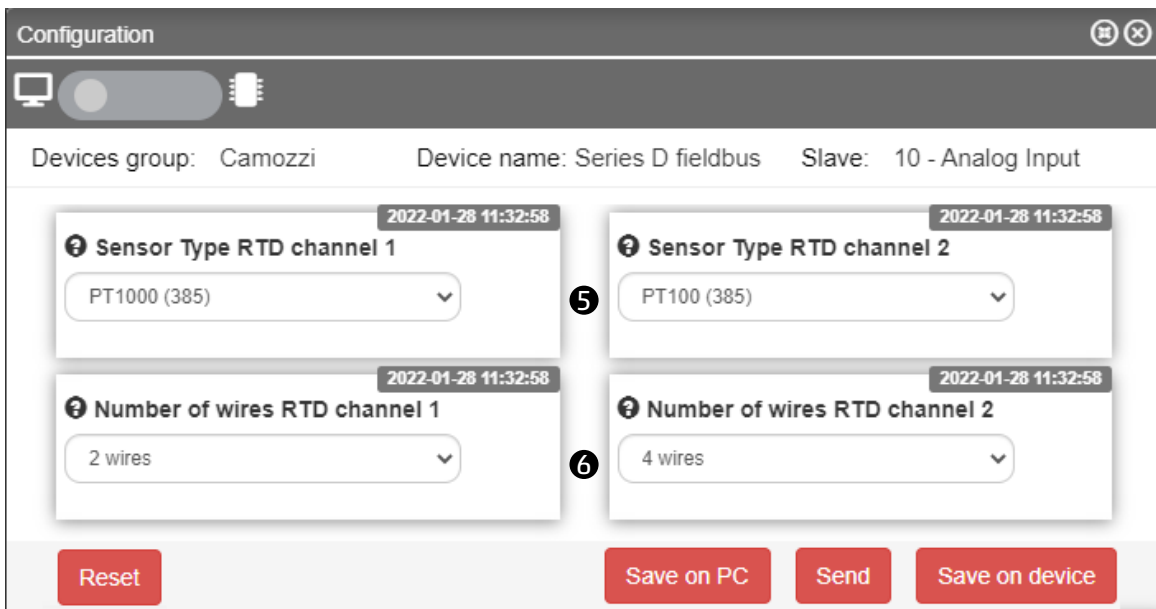 Configuration
Devices group: Camozzi Device name: Series D fieldbus Slave: 10 - Analog Input
2022-01-28 11:32:58 2022-01-28 11:32:58
Sensor Type RTD channel 1 Sensor Type RTD channel 2
PT1000 (385) ❺ PT100 (385)
2022-01-28 11:32:58 2022-01-28 11:32:58
Number of wires RTD channel 1 Number of wires RTD channel 2
2 wires ❻ 4 wires
Reset Save on PC Send Save on device